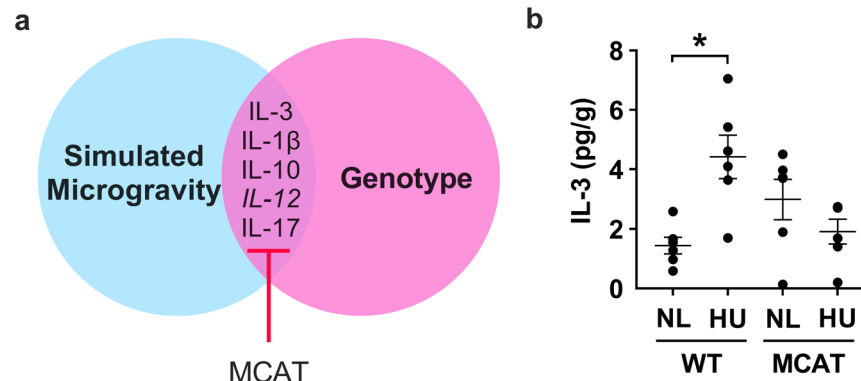 a
Simulated
Microgravity
IL-3
IL-1β
IL-10
IL-12
IL-17
Genotype
MCAT
b
IL-3 (pg/g)
8
6
4
2
0
*
NL HU NL HU
WT MCAT